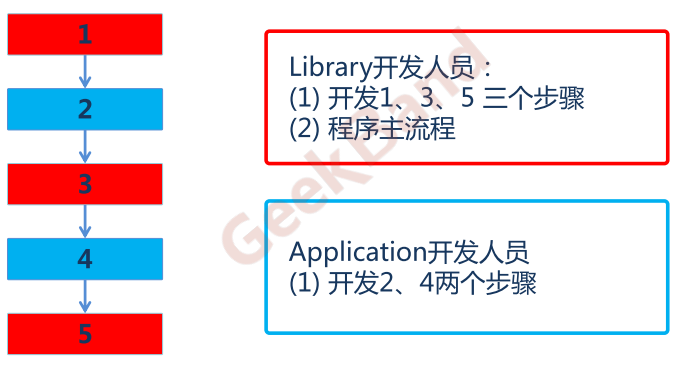 1
2
3
4
5
Library开发人员：
(1) 开发1、3、5 三个步骤
(2) 程序主流程
Application开发人员
(1) 开发2、4两个步骤
GeekBand